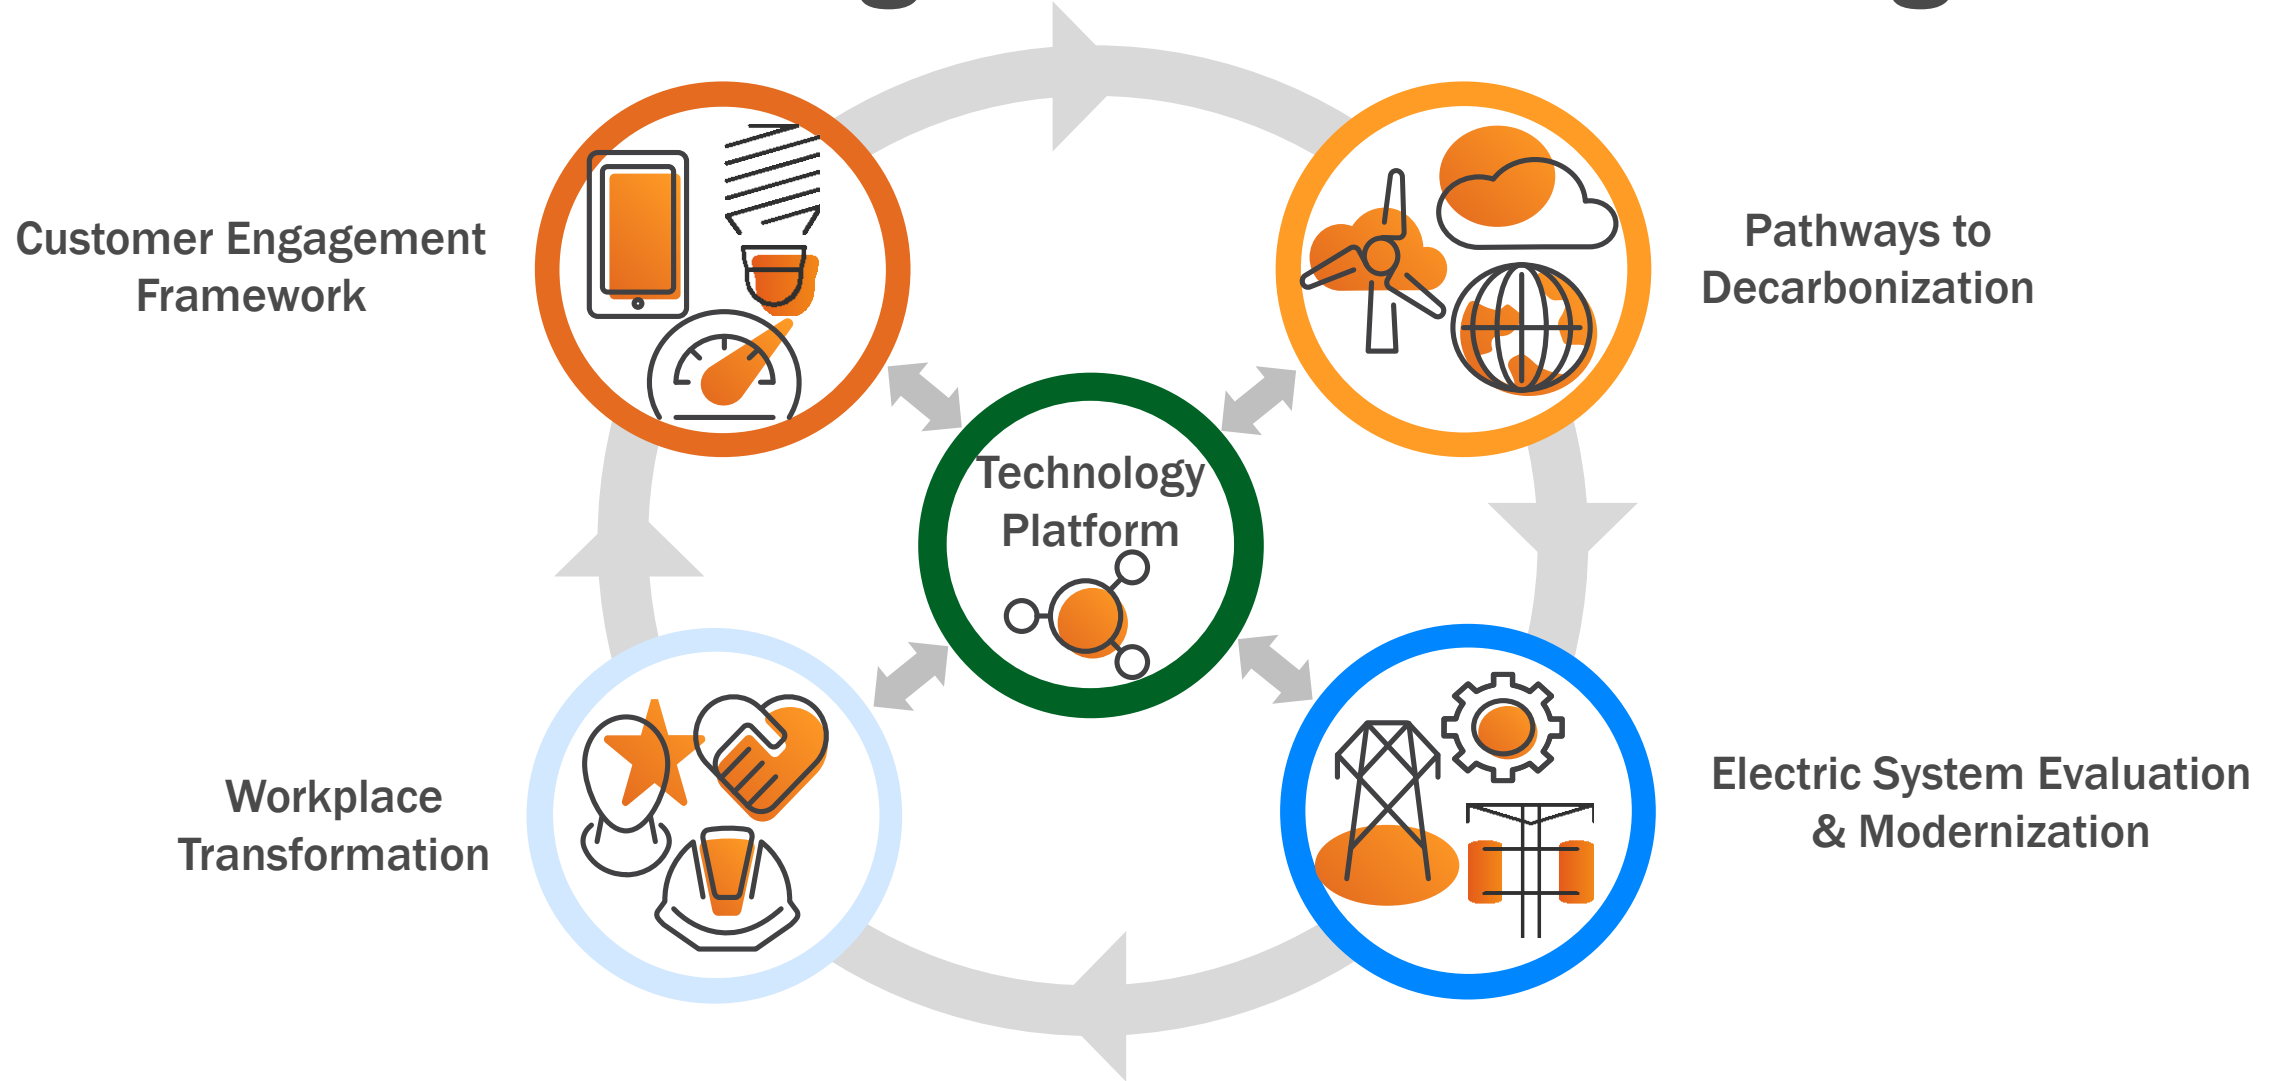 Customer Engagement
Framework
Pathways to
Decarbonization
Technology
Platform
Workplace
Transformation
Electric System Evaluation
& Modernization